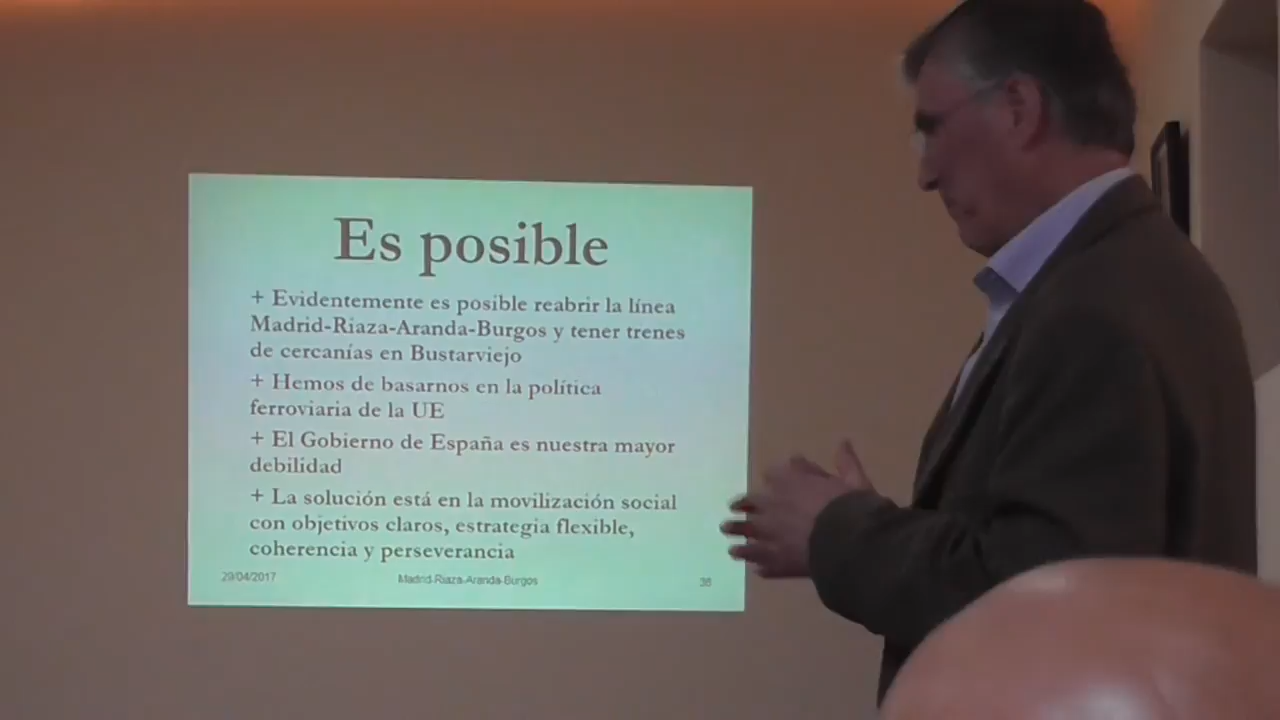 Es posible
+ Evidentemente es posible reabrir la línea
Madrid-Riaza-Aranda-Burgos y tener trenes
de cercanías en Bustarviejo
+ Hemos de basarnos en la política
ferroviaria de la UE
+ El Gobierno de España es nuestra mayor
debilidad
+ La solución está en la movilización social
con objetivos claros, estrategia flexible,
coherencia y perseverancia
29/04/2017 Madrid-Riaza-Aranda-Burgos 38